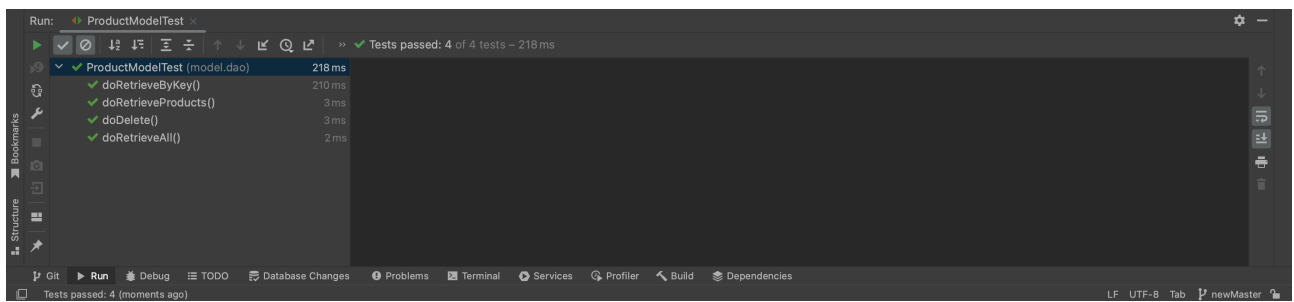 Run: ProductModelTest ×
» Tests passed: 4 of 4 tests – 218 ms
ProductModelTest (model.dao) 218 ms
doRetrieveByKey() 210 ms
doRetrieveProducts() 3 ms
doDelete() 3 ms
doRetrieveAll() 2 ms
Bookmarks
Structure
Git Run Debug TODO Database Changes Problems Terminal Services Profiler Build Dependencies
Tests passed: 4 (moments ago) LF UTF-8 Tab newMaster